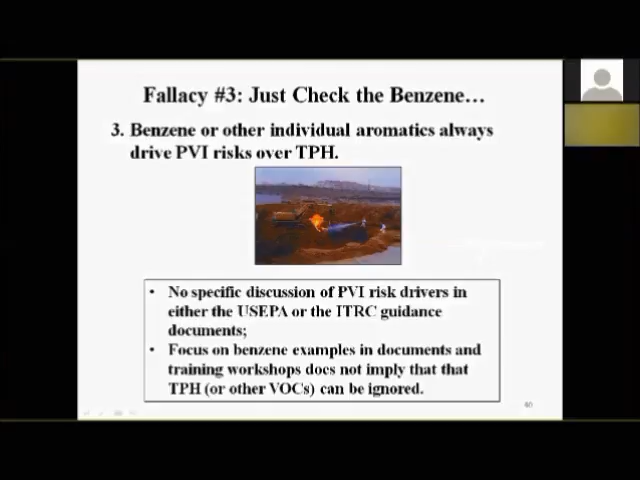 Fallacy #3: Just Check the Benzene…
3. Benzene or other individual aromatics always
drive PVI risks over TPH.
• No specific discussion of PVI risk drivers in
either the USEPA or the ITRC guidance
documents;
• Focus on benzene examples in documents and
training workshops does not imply that that
TPH (or other VOCs) can be ignored.
40